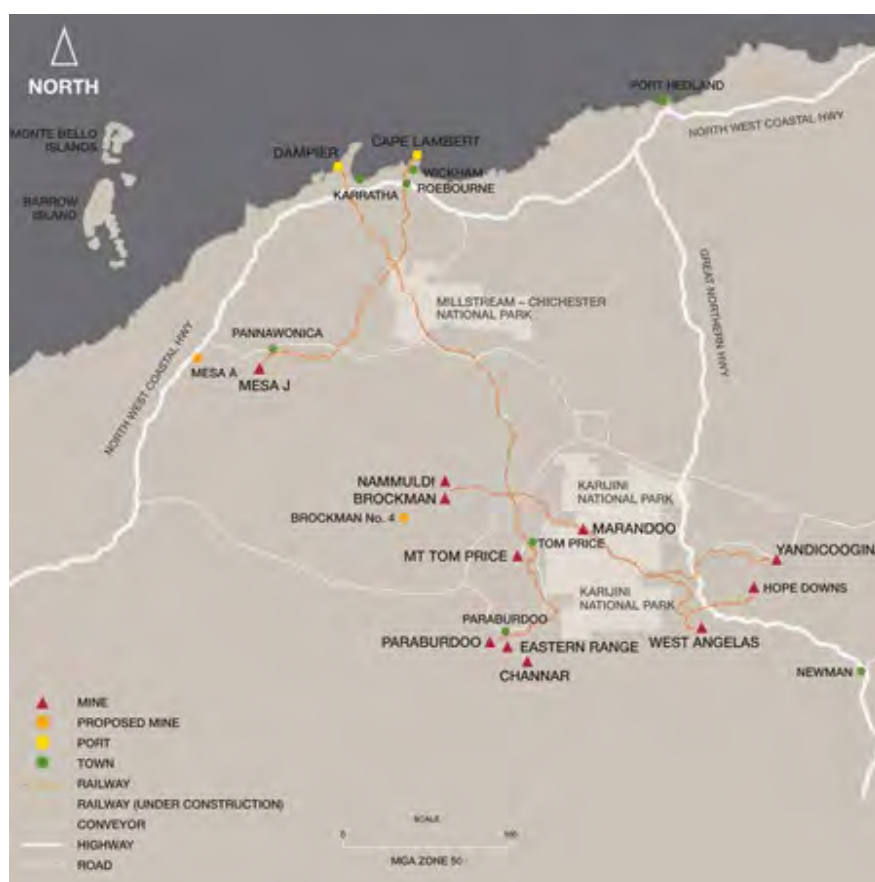 NORTH
MONTE BELLO
ISLANDS
BARROW
ISLAND
DAMPIER
CAPE LAMBERT
WICKHAM
ROEBOURNE
KARRATHA
PORT HEDLAND
NORTH WEST COASTAL HWY
MILLSTREAM – CHICHESTER
NATIONAL PARK
GREAT NORTHERN HWY
PANNAWONICA
MESA A
MESA J
NORTH WEST COASTAL HWY
NAMMULDI
BROCKMAN
BROCKMAN No. 4
KARIJINI
NATIONAL PARK
MARANDOO
TOM PRICE
MT TOM PRICE
YANDICOOGINA
HOPE DOWNS
KARIJINI
NATIONAL PARK
PARABURDOO
PARABURDOO
EASTERN RANGE
CHANNAR
WEST ANGELAS
NEWMAN
MINE
PROPOSED MINE
PORT
TOWN
RAILWAY
RAILWAY (UNDER CONSTRUCTION)
CONVEYOR
HIGHWAY
ROAD
SCALE
0
100
MGA ZONE 50